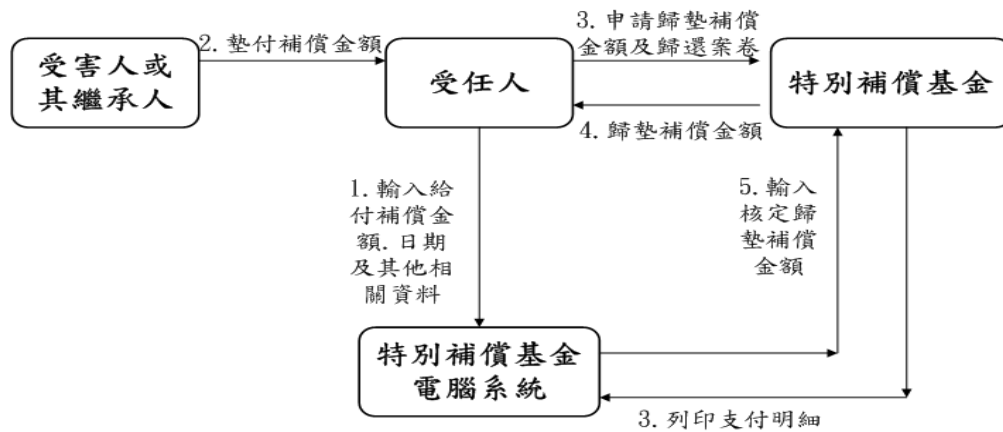 3.申請歸墊補償
金額及歸還案卷
2.墊付補償金額
受害人或
其繼承人
受任人
特別補償基金
4.歸墊補償金額
1.輸入給
付補償金
額.日期
及其他相
關資料
5.輸入
核定歸
墊補償
金額
特別補償基金
電腦系統
3.列印支付明細